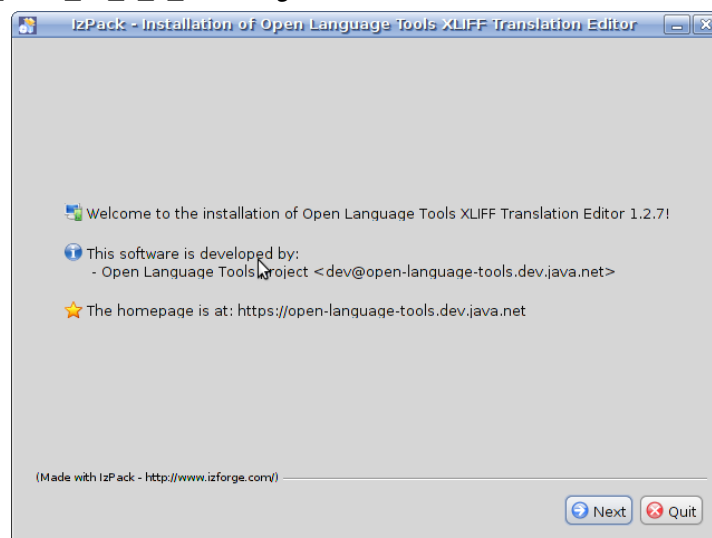 IzPack - Installation of Open Language Tools XLIFF Translation Editor
Welcome to the installation of Open Language Tools XLIFF Translation Editor 1.2.7!
This software is developed by:
- Open Language Tools Project <dev@open-language-tools.dev.java.net>
The homepage is at: https://open-language-tools.dev.java.net
(Made with IzPack - http://www.izforge.com/)
Next Quit